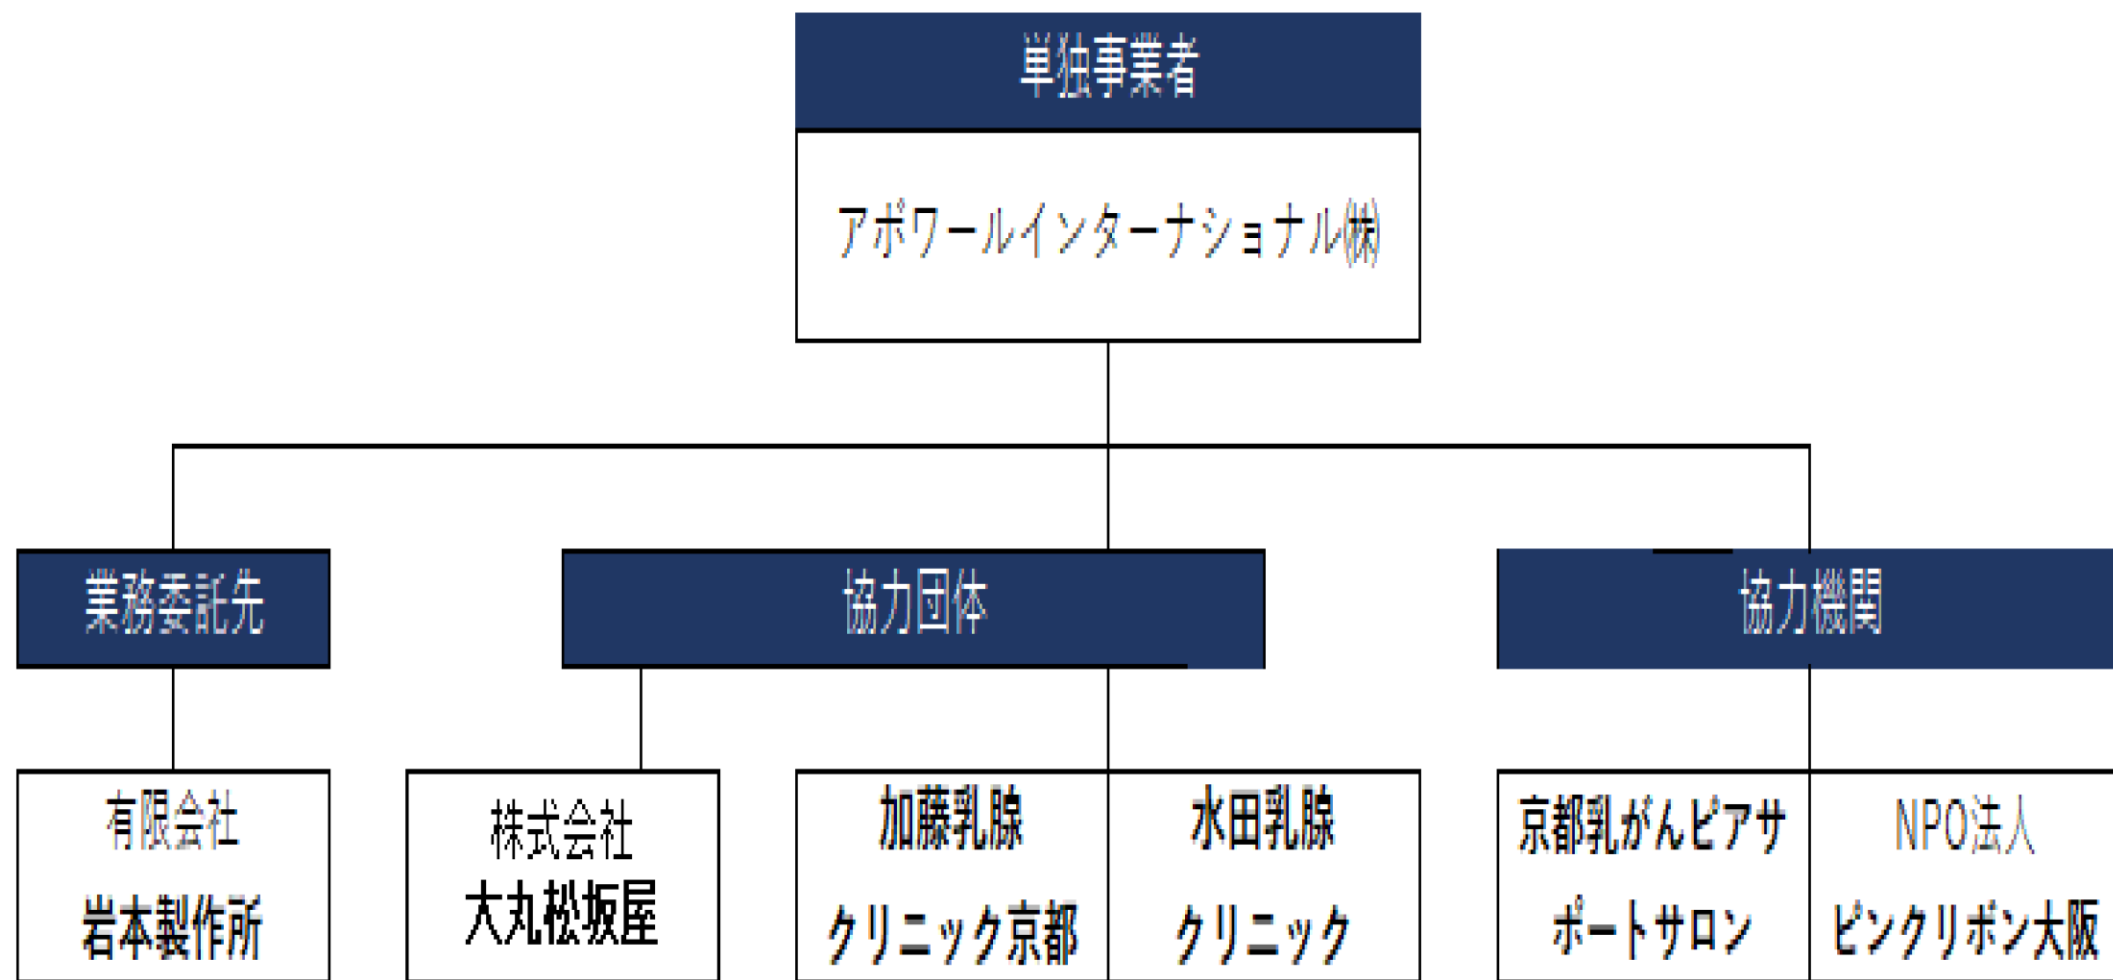 単独事業者
アポワールインターナショナル㈱
業務委託先
協力団体
協力機関
有限会社
岩本製作所
株式会社
大丸松坂屋
加藤乳腺
クリニック京都
水田乳腺
クリニック
京都乳がんピアサ
ポートサロン
NPO法人
ピンクリボン大阪